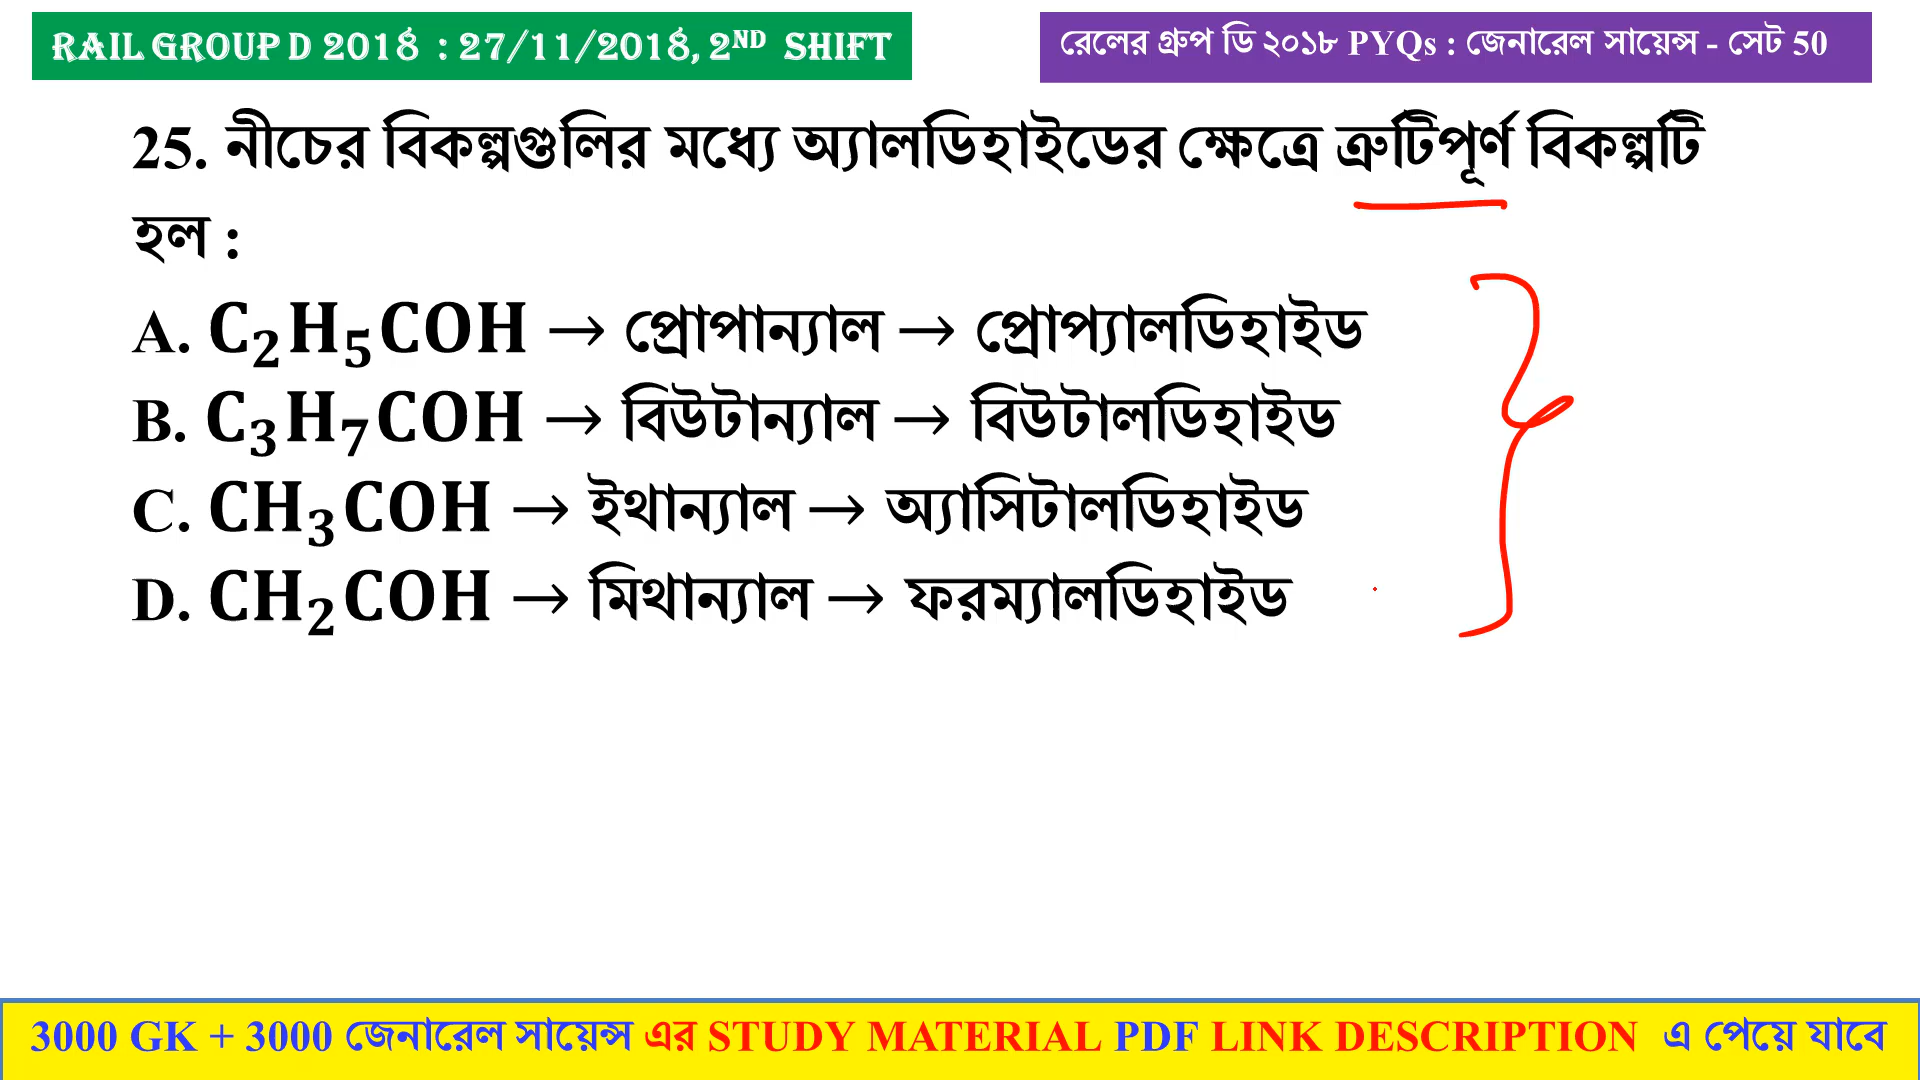 RAIL GROUP D 2018 : 27/11/2018, 2ND SHIFT
রেলের গ্রুপ ডি ২০১৮ PYQs : জেনারেল সায়েন্স - সেট 50
25. নীচের বিকল্পগুলির মধ্যে অ্যালডিহাইডের ক্ষেত্রে ত্রুটিপূর্ণ বিকল্পটি
হল :
A. C₂H₅COH → প্রোপান্যাল → প্রোপ্যালডিহাইড
B. C₃H₇COH → বিউটান্যাল → বিউটালডিহাইড
C. CH₃COH → ইথান্যাল → অ্যাসিটালডিহাইড
D. CH₂COH → মিথান্যাল → ফরম্যালডিহাইড
3000 GK + 3000 জেনারেল সায়েন্স এর STUDY MATERIAL PDF LINK DESCRIPTION এ পেয়ে যাবে